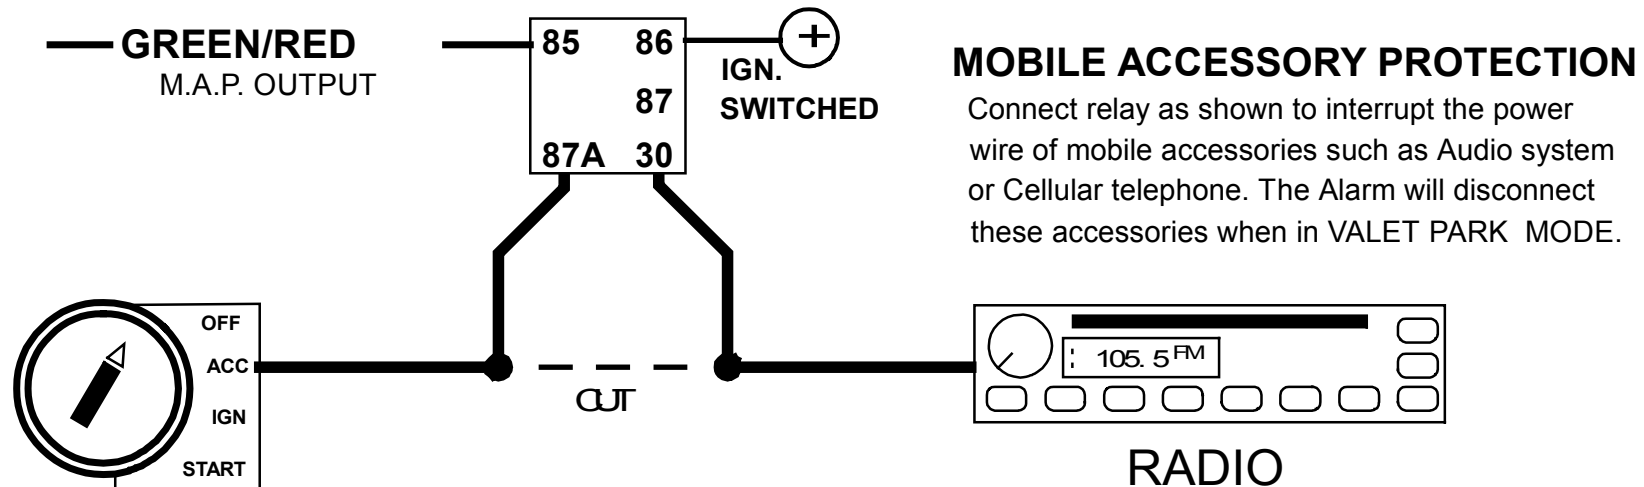 GREEN/RED
M.A.P. OUTPUT
85 86
87
87A 30
+
IGN.
SWITCHED
MOBILE ACCESSORY PROTECTION
Connect relay as shown to interrupt the power
wire of mobile accessories such as Audio system
or Cellular telephone. The Alarm will disconnect
these accessories when in VALET PARK MODE.
OFF
ACC
IGN
START
CUT
105.5 FM
RADIO